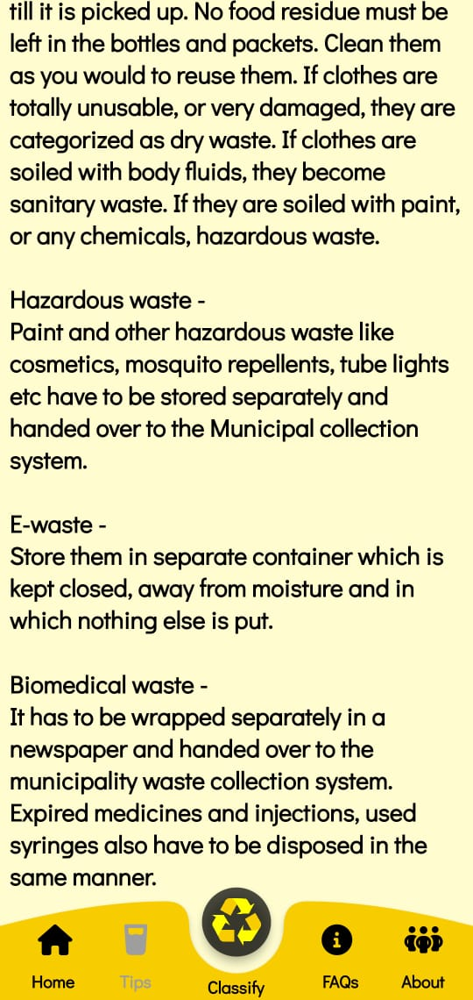 till it is picked up. No food residue must be
left in the bottles and packets. Clean them
as you would to reuse them. If clothes are
totally unusable, or very damaged, they are
categorized as dry waste. If clothes are
soiled with body fluids, they become
sanitary waste. If they are soiled with paint,
or any chemicals, hazardous waste.
Hazardous waste -
Paint and other hazardous waste like
cosmetics, mosquito repellents, tube lights
etc have to be stored separately and
handed over to the Municipal collection
system.
E-waste -
Store them in separate container which is
kept closed, away from moisture and in
which nothing else is put.
Biomedical waste -
It has to be wrapped separately in a
newspaper and handed over to the
municipality waste collection system.
Expired medicines and injections, used
syringes also have to be disposed in the
same manner.
Home Tips Classify FAQs About